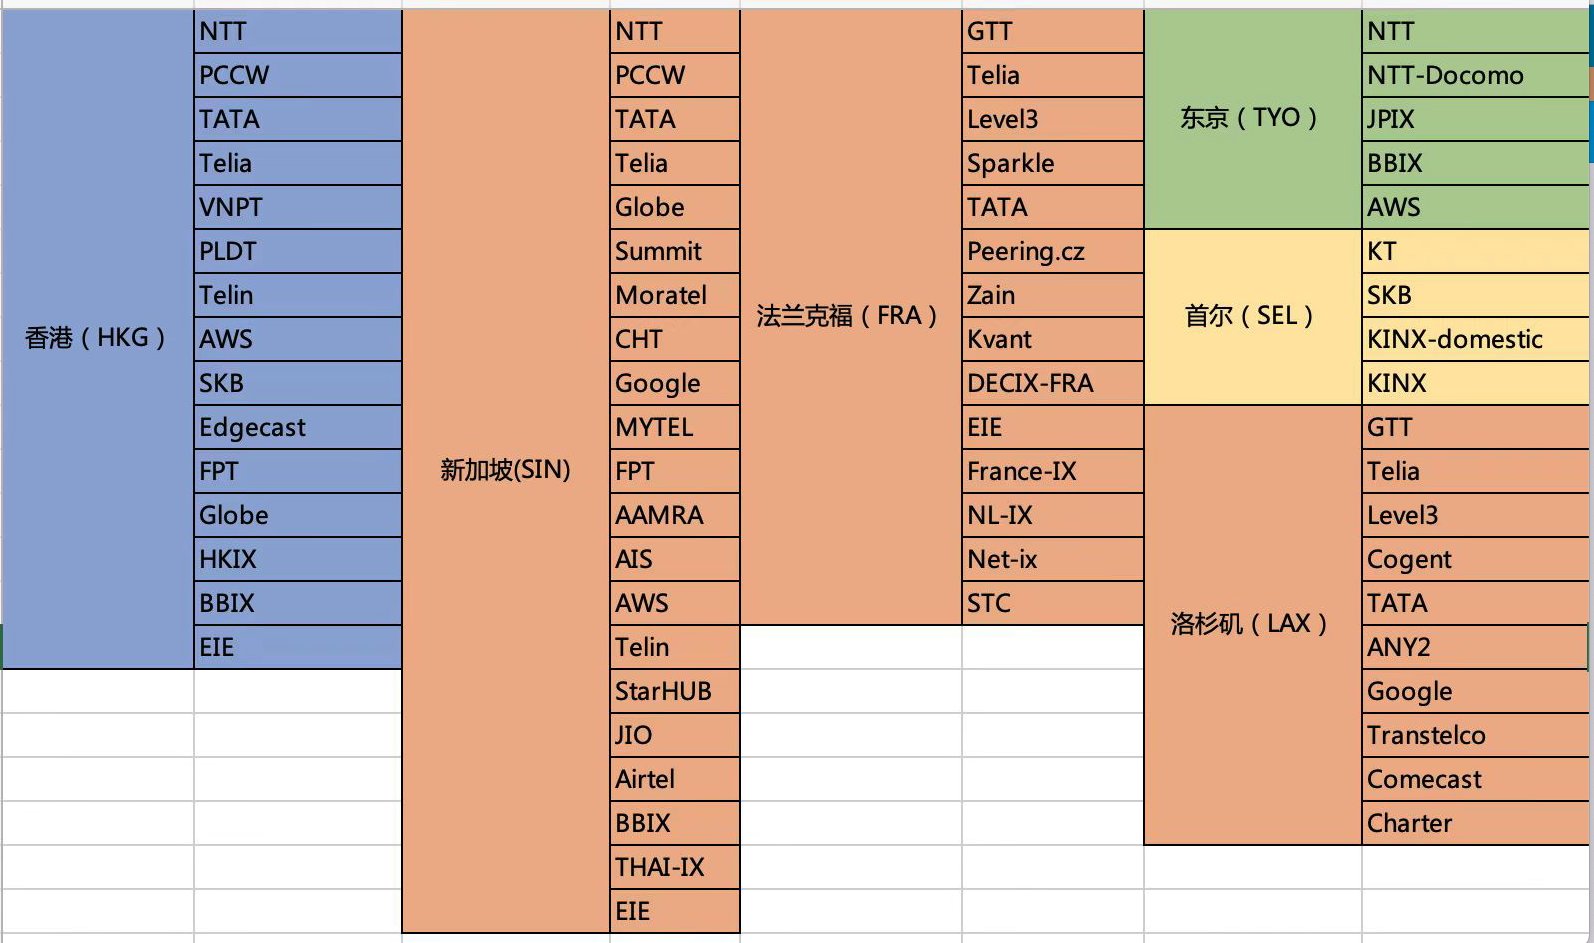 香港（HKG）
NTT
PCCW
TATA
Telia
VNPT
PLDT
Telin
AWS
SKB
Edgecast
FPT
Globe
HKIX
BBIX
EIE
新加坡(SIN)
NTT
PCCW
TATA
Telia
Globe
Summit
Moratel
CHT
Google
MYTEL
FPT
AAMRA
AIS
AWS
Telin
StarHUB
JIO
Airtel
BBIX
THAI-IX
EIE
法兰克福（FRA）
GTT
Telia
Level3
Sparkle
TATA
Peering.cz
Zain
Kvant
DECIX-FRA
EIE
France-IX
NL-IX
Net-ix
STC
东京（TYO）
NTT
NTT-Docomo
JPIX
BBIX
AWS
首尔（SEL）
KT
SKB
KINX-domestic
KINX
洛杉矶（LAX）
GTT
Telia
Level3
Cogent
TATA
ANY2
Google
Transtelco
Comecast
Charter